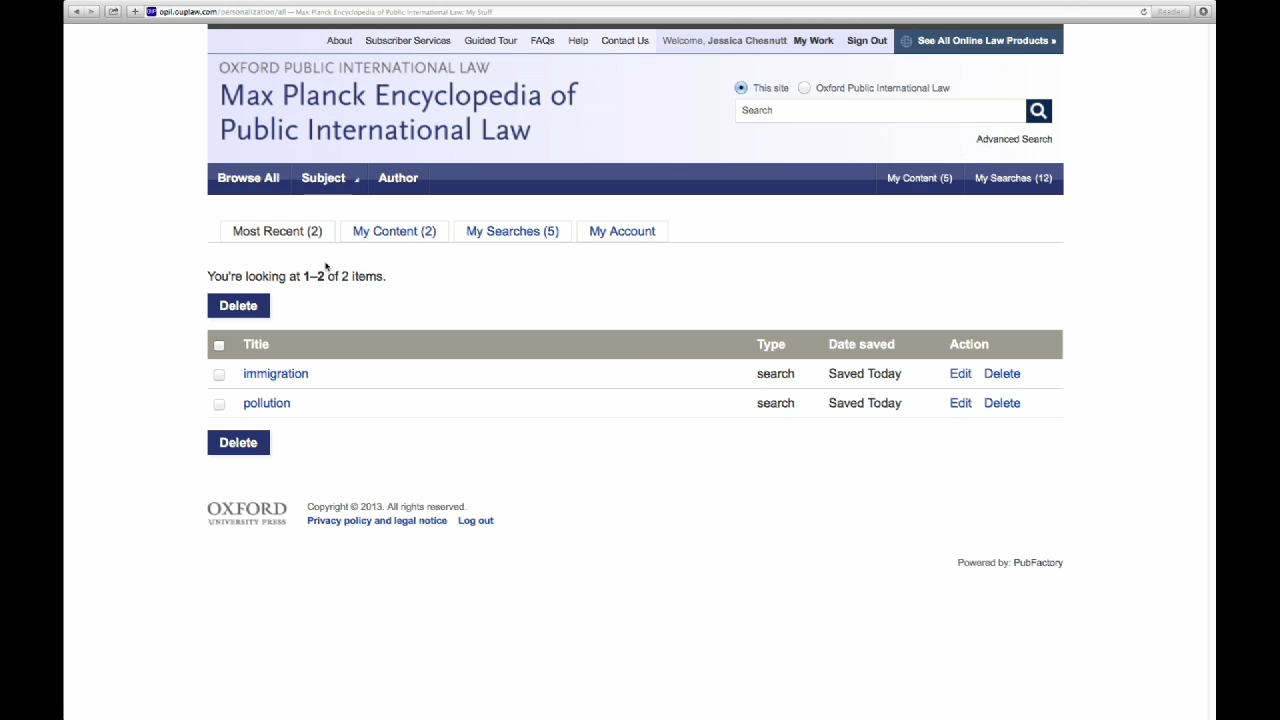 opil.ouplaw.com/personalization/all — Max Planck Encyclopedia of Public International Law: My Stuff
Reader
About Subscriber Services Guided Tour FAQs Help Contact Us Welcome, Jessica Chesnutt My Work Sign Out See All Online Law Products »
OXFORD PUBLIC INTERNATIONAL LAW
Max Planck Encyclopedia of
Public International Law
This site Oxford Public International Law
Search
Advanced Search
Browse All Subject Author My Content (5) My Searches (12)
Most Recent (2) My Content (2) My Searches (5) My Account
You're looking at 1–2 of 2 items.
Delete
Title Type Date saved Action
immigration search Saved Today Edit Delete
pollution search Saved Today Edit Delete
Delete
OXFORD
UNIVERSITY PRESS
Copyright © 2013. All rights reserved.
Privacy policy and legal notice Log out
Powered by: PubFactory